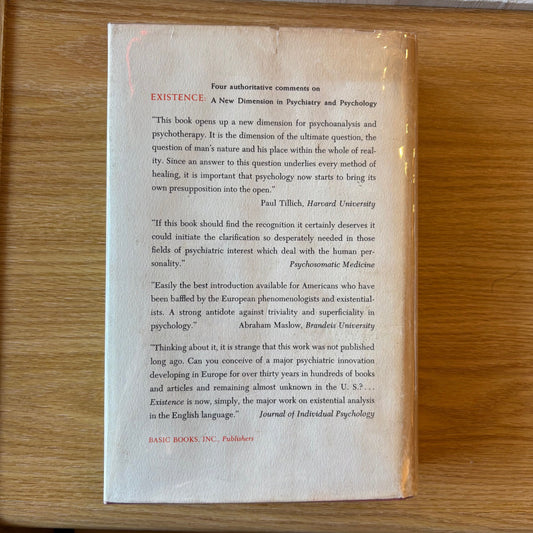 Four authoritative comments on
EXISTENCE: A New Dimension in Psychiatry and Psychology
"This book opens up a new dimension for psychoanalysis and
psychotherapy. It is the dimension of the ultimate question, the
question of man's nature and his place within the whole of real-
ity. Since an answer to this question underlies every method of
healing, it is important that psychology now starts to bring its
own presupposition into the open."
Paul Tillich, Harvard University
"If this book should find the recognition it certainly deserves it
could initiate the clarification so desperately needed in those
fields of psychiatric interest which deal with the human per-
sonality." Psychosomatic Medicine
"Easily the best introduction available for Americans who have
been baffled by the European phenomenologists and existential-
ists. A strong antidote against triviality and superficiality in
psychology." Abraham Maslow, Brandeis University
"Thinking about it, it is strange that this work was not published
long ago. Can you conceive of a major psychiatric innovation
developing in Europe for over thirty years in hundreds of books
and articles and remaining almost unknown in the U. S.?...
Existence is now, simply, the major work on existential analysis
in the English language." Journal of Individual Psychology
BASIC BOOKS, INC., Publishers